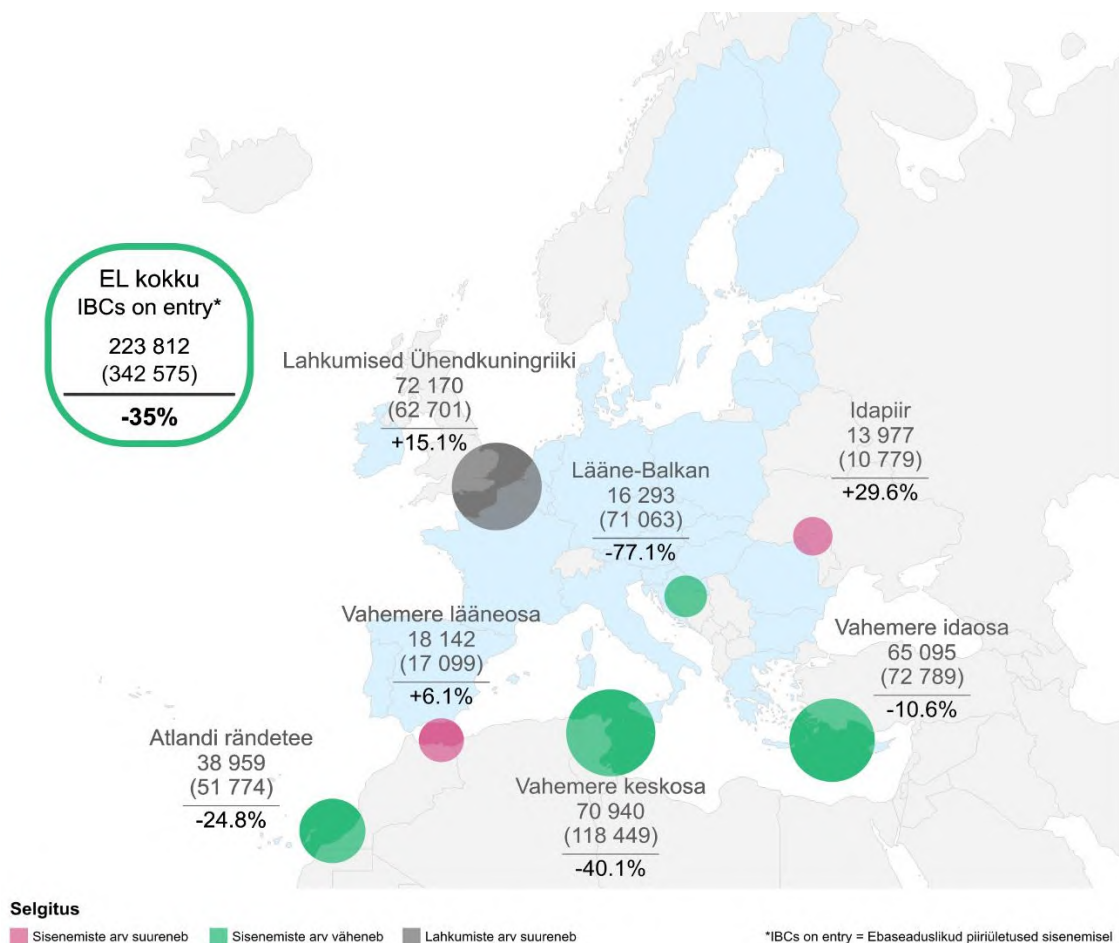 EL kokku
IBCs on entry*
223 812
(342 575)
-35%
Lahkumised Ühendkuningriiki
72 170
(62 701)
+15.1%
Idapiir
13 977
(10 779)
+29.6%
Lääne-Balkan
16 293
(71 063)
-77.1%
Vahemere lääneosa
18 142
(17 099)
+6.1%
Vahemere idaosa
65 095
(72 789)
-10.6%
Atlandi rändetee
38 959
(51 774)
-24.8%
Vahemere keskosa
70 940
(118 449)
-40.1%
Selgitus
Sisenemiste arv suureneb
Sisenemiste arv väheneb
Lahkumiste arv suureneb
*IBCs on entry = Ebaseaduslikud piiriületused sisenemisel